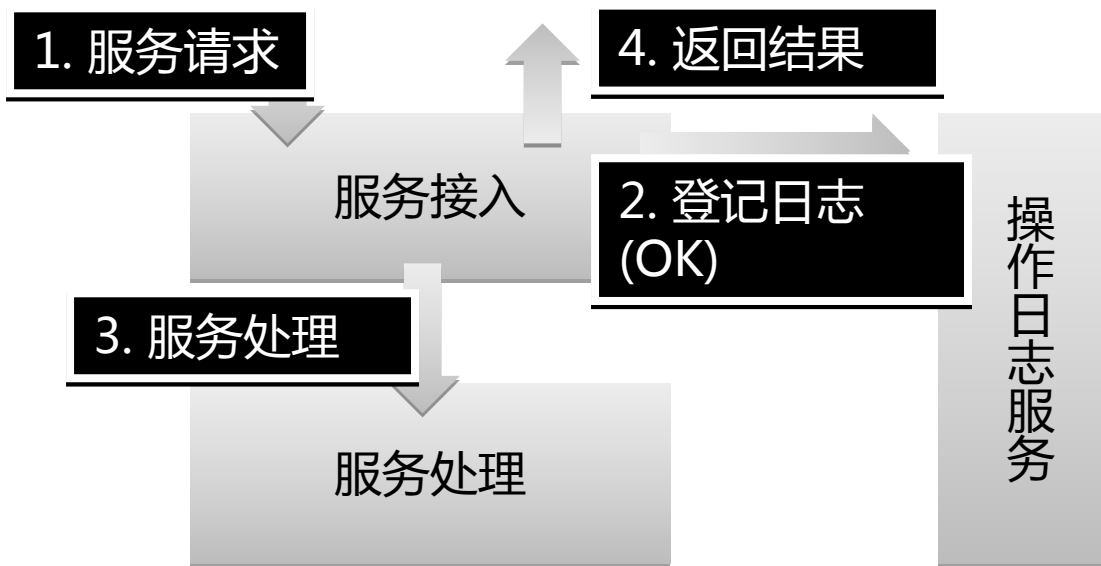 1. 服务请求
4. 返回结果
服务接入
2. 登记日志
(OK)
3. 服务处理
服务处理
操作日志服务